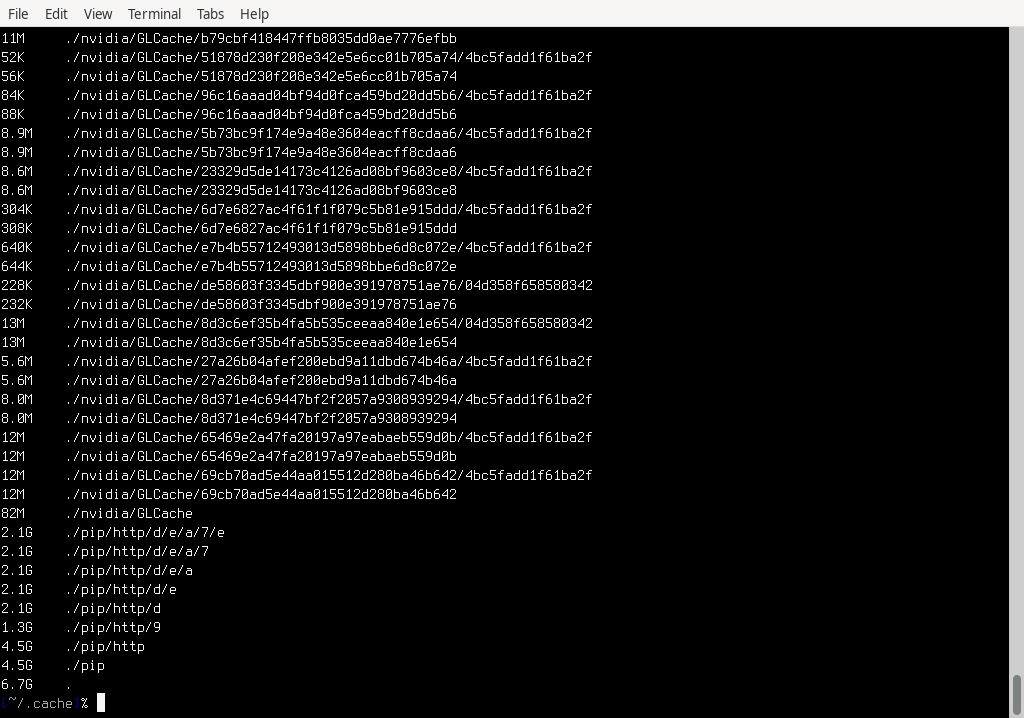 File Edit View Terminal Tabs Help
11M ./nvidia/GLCache/b79cbf418447ffb8035dd0ae7776efbb
52K ./nvidia/GLCache/51878d230f208e342e5e6cc01b705a74/4bc5fadd1f61ba2f
56K ./nvidia/GLCache/51878d230f208e342e5e6cc01b705a74
84K ./nvidia/GLCache/96c16aaad04bf94d0fca459bd20dd5b6/4bc5fadd1f61ba2f
88K ./nvidia/GLCache/96c16aaad04bf94d0fca459bd20dd5b6
8.9M ./nvidia/GLCache/5b73bc9f174e9a48e3604eacff8cdaa6/4bc5fadd1f61ba2f
8.9M ./nvidia/GLCache/5b73bc9f174e9a48e3604eacff8cdaa6
8.6M ./nvidia/GLCache/23329d5de14173c4126ad08bf9603ce8/4bc5fadd1f61ba2f
8.6M ./nvidia/GLCache/23329d5de14173c4126ad08bf9603ce8
304K ./nvidia/GLCache/6d7e6827ac4f61f1f079c5b81e915ddd/4bc5fadd1f61ba2f
308K ./nvidia/GLCache/6d7e6827ac4f61f1f079c5b81e915ddd
640K ./nvidia/GLCache/e7b4b55712493013d5898bbe6d8c072e/4bc5fadd1f61ba2f
644K ./nvidia/GLCache/e7b4b55712493013d5898bbe6d8c072e
228K ./nvidia/GLCache/de58603f3345dbf900e391978751ae76/04d358f658580342
232K ./nvidia/GLCache/de58603f3345dbf900e391978751ae76
13M ./nvidia/GLCache/8d3c6ef35b4fa5b535ceeaa840e1e654/04d358f658580342
13M ./nvidia/GLCache/8d3c6ef35b4fa5b535ceeaa840e1e654
5.6M ./nvidia/GLCache/27a26b04afef200ebd9a11dbd674b46a/4bc5fadd1f61ba2f
5.6M ./nvidia/GLCache/27a26b04afef200ebd9a11dbd674b46a
8.0M ./nvidia/GLCache/8d371e4c69447bf2f2057a9308939294/4bc5fadd1f61ba2f
8.0M ./nvidia/GLCache/8d371e4c69447bf2f2057a9308939294
12M ./nvidia/GLCache/65469e2a47fa20197a97eabaeb559d0b/4bc5fadd1f61ba2f
12M ./nvidia/GLCache/65469e2a47fa20197a97eabaeb559d0b
12M ./nvidia/GLCache/69cb70ad5e44aa015512d280ba46b642/4bc5fadd1f61ba2f
12M ./nvidia/GLCache/69cb70ad5e44aa015512d280ba46b642
82M ./nvidia/GLCache
2.1G ./pip/http/d/e/a/7/e
2.1G ./pip/http/d/e/a/7
2.1G ./pip/http/d/e/a
2.1G ./pip/http/d/e
2.1G ./pip/http/d
1.3G ./pip/http/9
4.5G ./pip/http
4.5G ./pip
6.7G .
[~/.cache]%